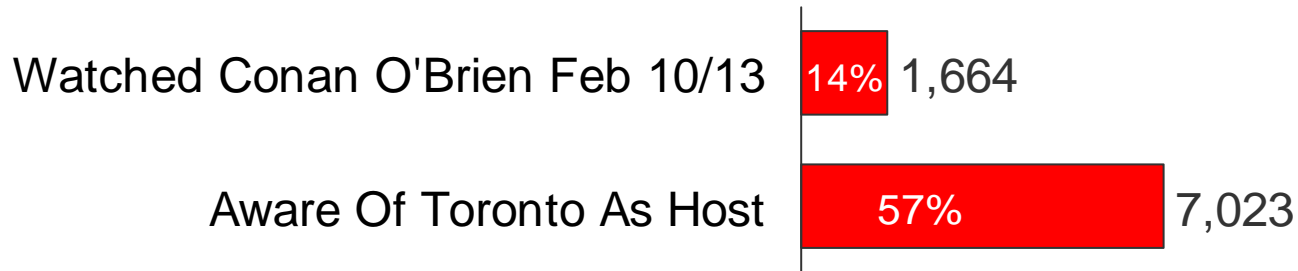 Watched Conan O'Brien Feb 10/13 14% 1,664
Aware Of Toronto As Host 57% 7,023